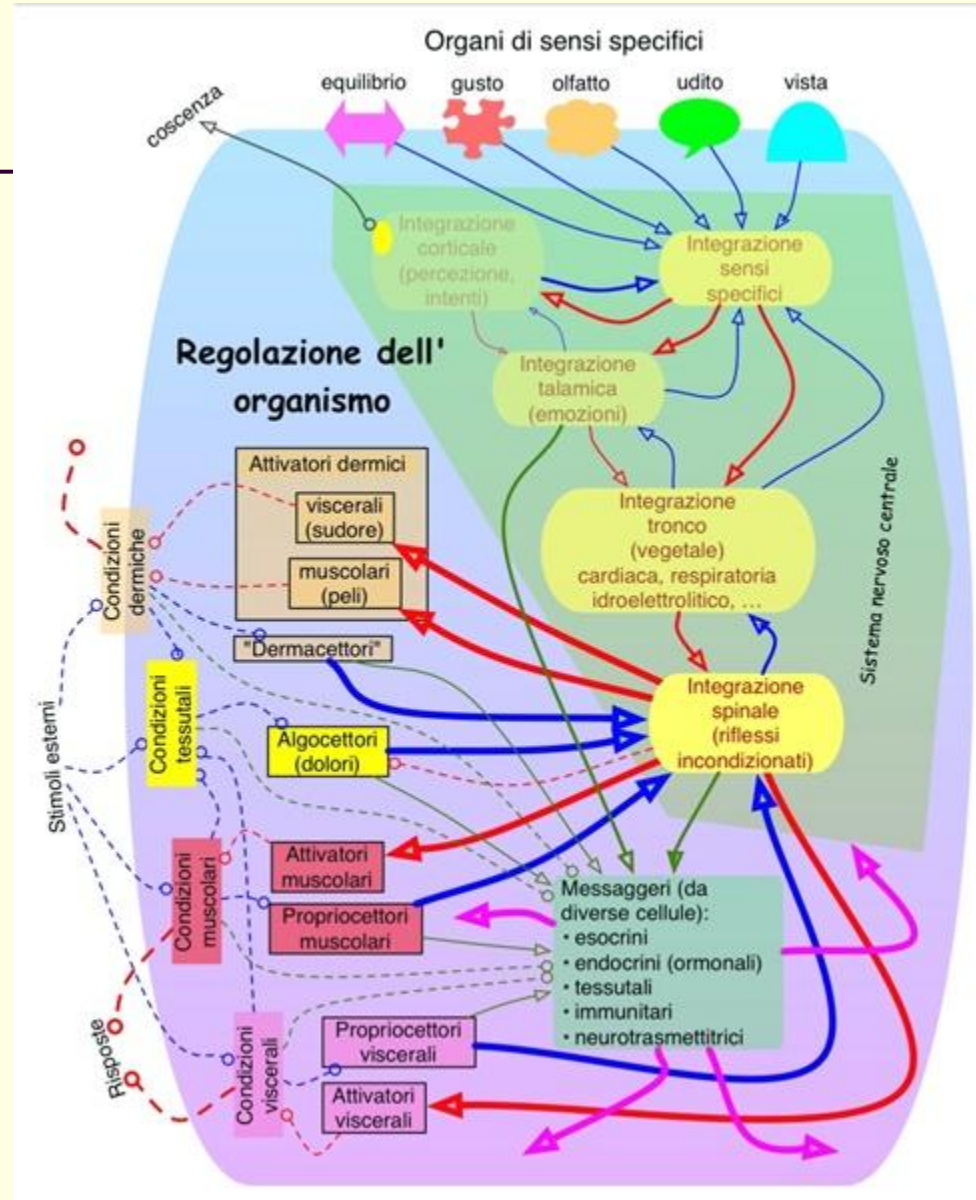 Organi di sensi specifici
equilibrio
gusto
olfatto
udito
vista
coscenza
Integrazione
corticale
(percezione,
intenti)
Integrazione
sensi
specifici
Regolazione dell'
organismo
Integrazione
talamica
(emozioni)
Attivatori dermici
viscerali
(sudore)
muscolari
(peli)
Integrazione
tronco
(vegetale)
cardiaca, respiratoria
idroelettrolitico, ...
Sistema nervoso centrale
Condizioni
dermiche
"Dermacettori"
Integrazione
spinale
(riflessi
incondizionati)
Condizioni
tessutali
Algocettori
(dolori)
Stimoli esterni
Condizioni
muscolari
Attivatori
muscolari
Propriocettori
muscolari
Messaggeri (da
diverse cellule):
• esocrini
• endocrini (ormonali)
• tessutali
• immunitari
• neurotrasmettitrici
Risposte
Condizioni
viscerali
Propriocettori
viscerali
Attivatori
viscerali